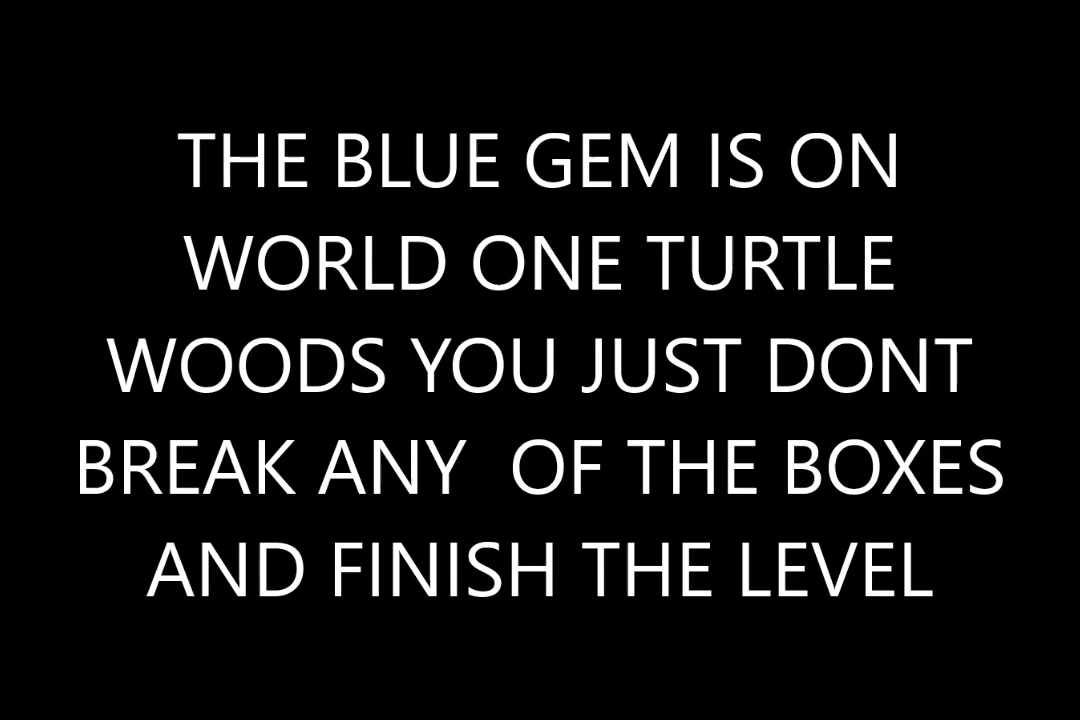 THE BLUE GEM IS ON
WORLD ONE TURTLE
WOODS YOU JUST DONT
BREAK ANY  OF THE BOXES
AND FINISH THE LEVEL